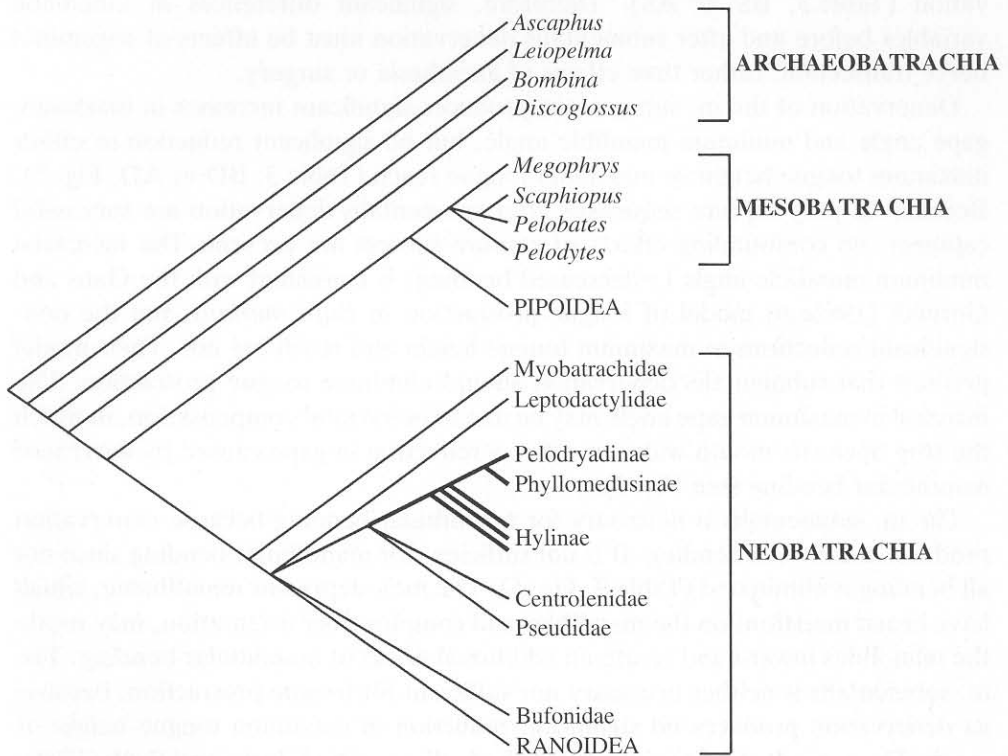 Ascaphus
Leiopelma
Bombina
Discoglossus
ARCHAEOBATRACHIA
Megophrys
Scaphiopus
Pelobates
Pelodytes
MESOBATRACHIA
PIPOIDEA
Myobatrachidae
Leptodactylidae
Pelodryadinae
Phyllomedusinae
Hylinae
NEOBATRACHIA
Centrolenidae
Pseudidae
Bufonidae
RANOIDEA